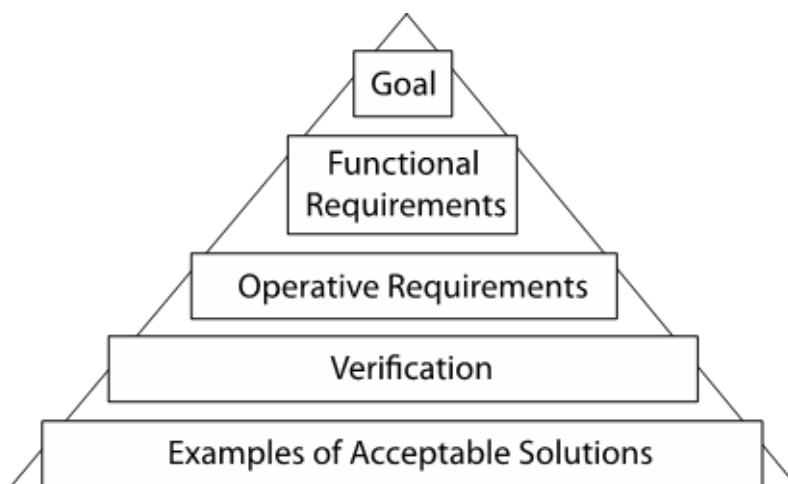 Goal
Functional
Requirements
Operative Requirements
Verification
Examples of Acceptable Solutions